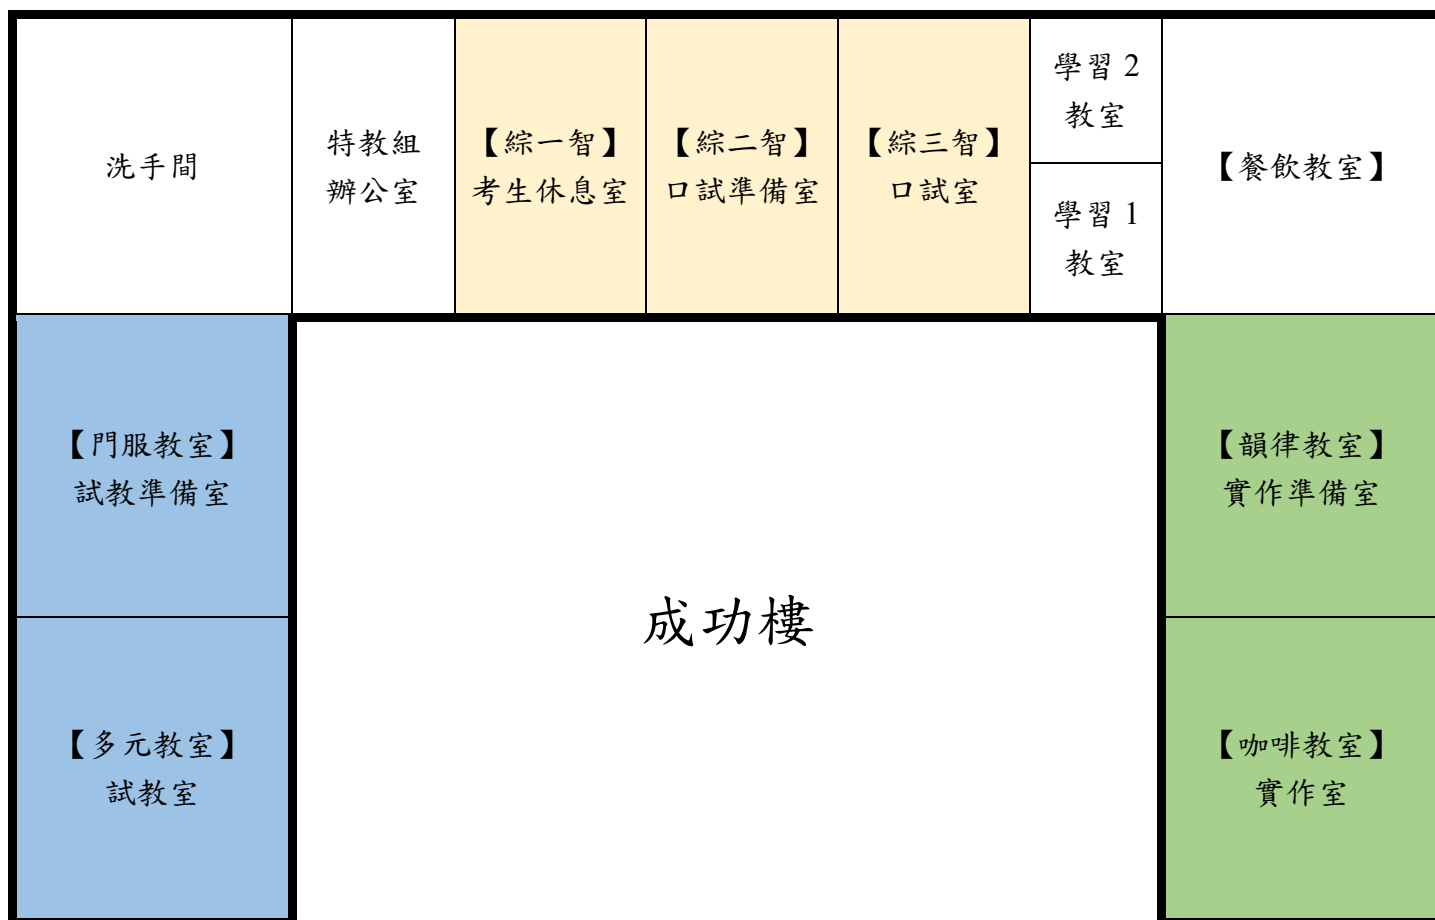 洗手間
特教組
辦公室
【綜一智】
考生休息室
【綜二智】
口試準備室
【綜三智】
口試室
學習 2
教室
學習 1
教室
【餐飲教室】
【門服教室】
試教準備室
【韻律教室】
實作準備室
成功樓
【多元教室】
試教室
【咖啡教室】
實作室